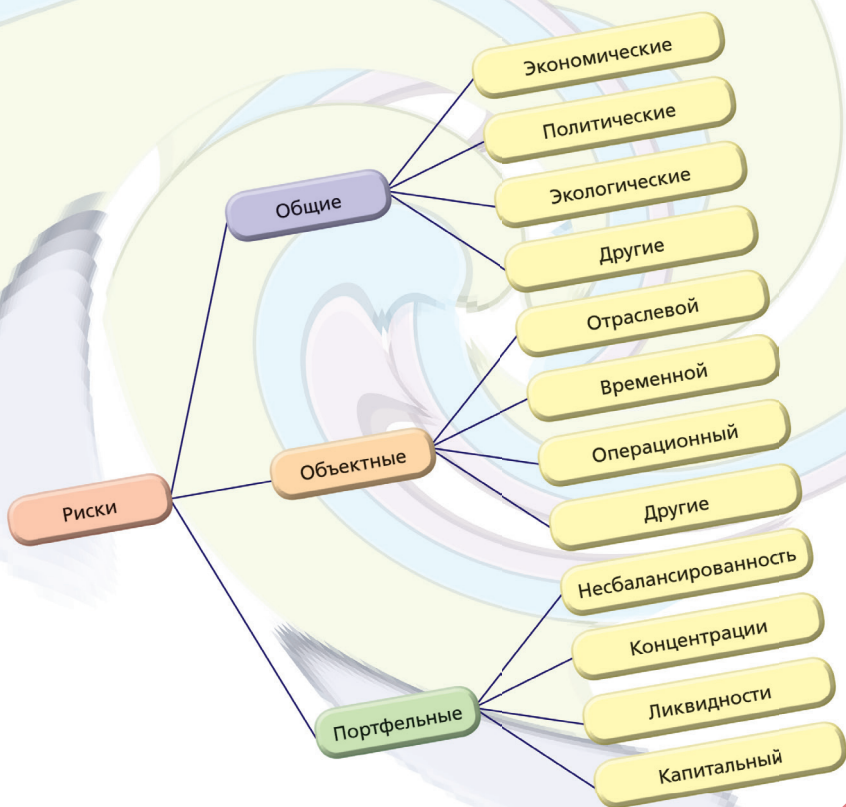 Риски
Общие
Экономические
Политические
Экологические
Другие
Объектные
Отраслевой
Временной
Операционный
Другие
Портфельные
Несбалансированность
Концентрации
Ликвидности
Капитальный